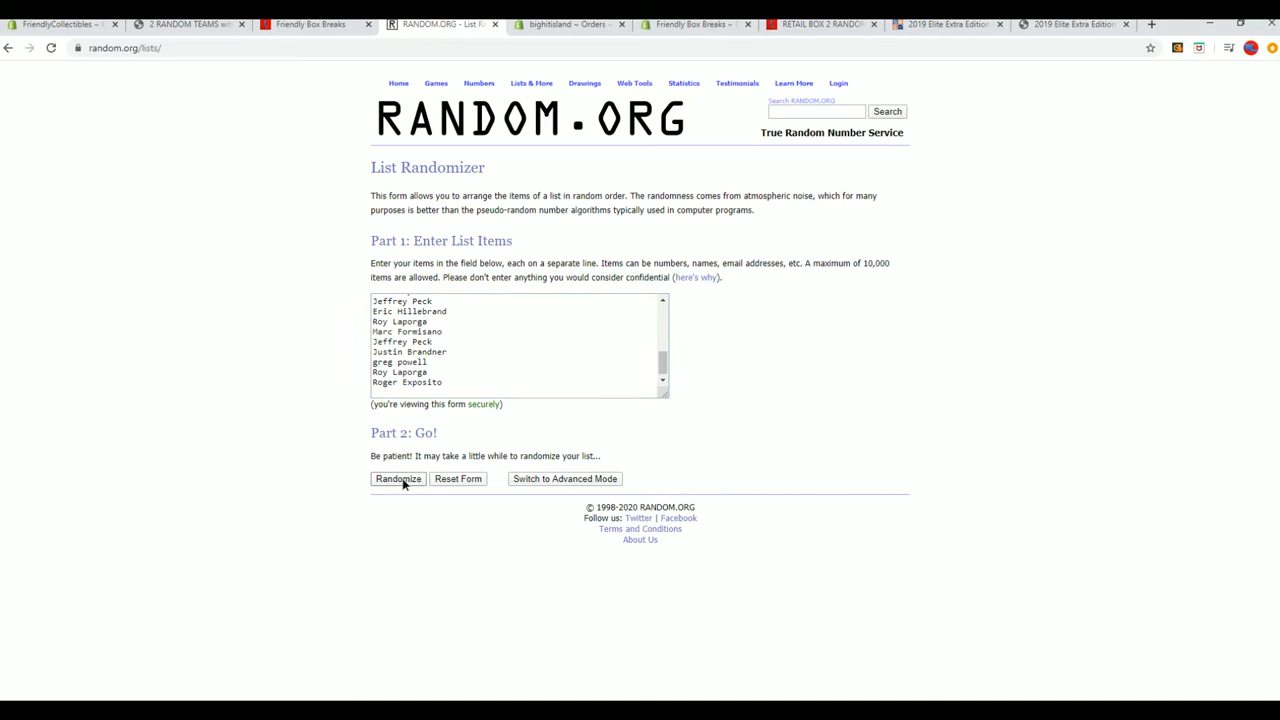 FriendlyCollectibles ~
2 RANDOM TEAMS wi
Friendly Box Breaks
RANDOM.ORG - List R
bighitisland ~ Orders ~
Friendly Box Breaks ~
RETAIL BOX 2 RANDO
2019 Elite Extra Edition
2019 Elite Extra Edition
random.org/lists/
Home Games Numbers Lists & More Drawings Web Tools Statistics Testimonials Learn More Login
RANDOM.ORG
Search RANDOM.ORG
Search
True Random Number Service
List Randomizer
This form allows you to arrange the items of a list in random order. The randomness comes from atmospheric noise, which for many
purposes is better than the pseudo-random number algorithms typically used in computer programs.
Part 1: Enter List Items
Enter your items in the field below, each on a separate line. Items can be numbers, names, email addresses, etc. A maximum of 10,000
items are allowed. Please don't enter anything you would consider confidential (here's why).
Jeffrey Peck
Eric Hillebrand
Roy Laporga
Marc Formisano
Jeffrey Peck
Justin Brandner
greg powell
Roy Laporga
Roger Exposito
(you're viewing this form securely)
Part 2: Go!
Be patient! It may take a little while to randomize your list...
Randomize Reset Form Switch to Advanced Mode
© 1998-2020 RANDOM.ORG
Follow us: Twitter | Facebook
Terms and Conditions
About Us